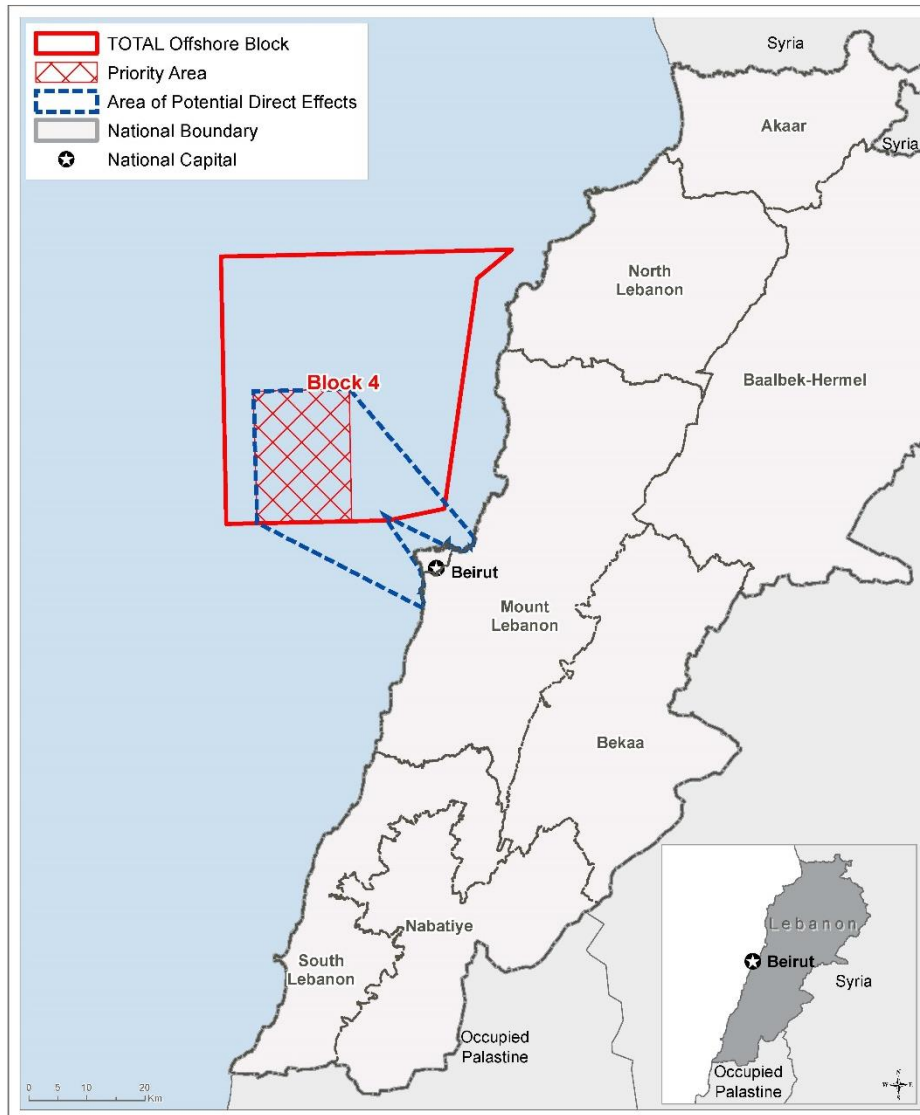 TOTAL Offshore Block
Priority Area
Area of Potential Direct Effects
National Boundary
National Capital
Syria
Akaar
Syria
North
Lebanon
Baalbek-Hermel
Block 4
Beirut
Mount
Lebanon
Bekaa
Nabatiye
South
Lebanon
Occupied
Palastine
Lebanon
Beirut
Syria
Occupied
Palestine
0 5 10 20
Km
W E
N
S